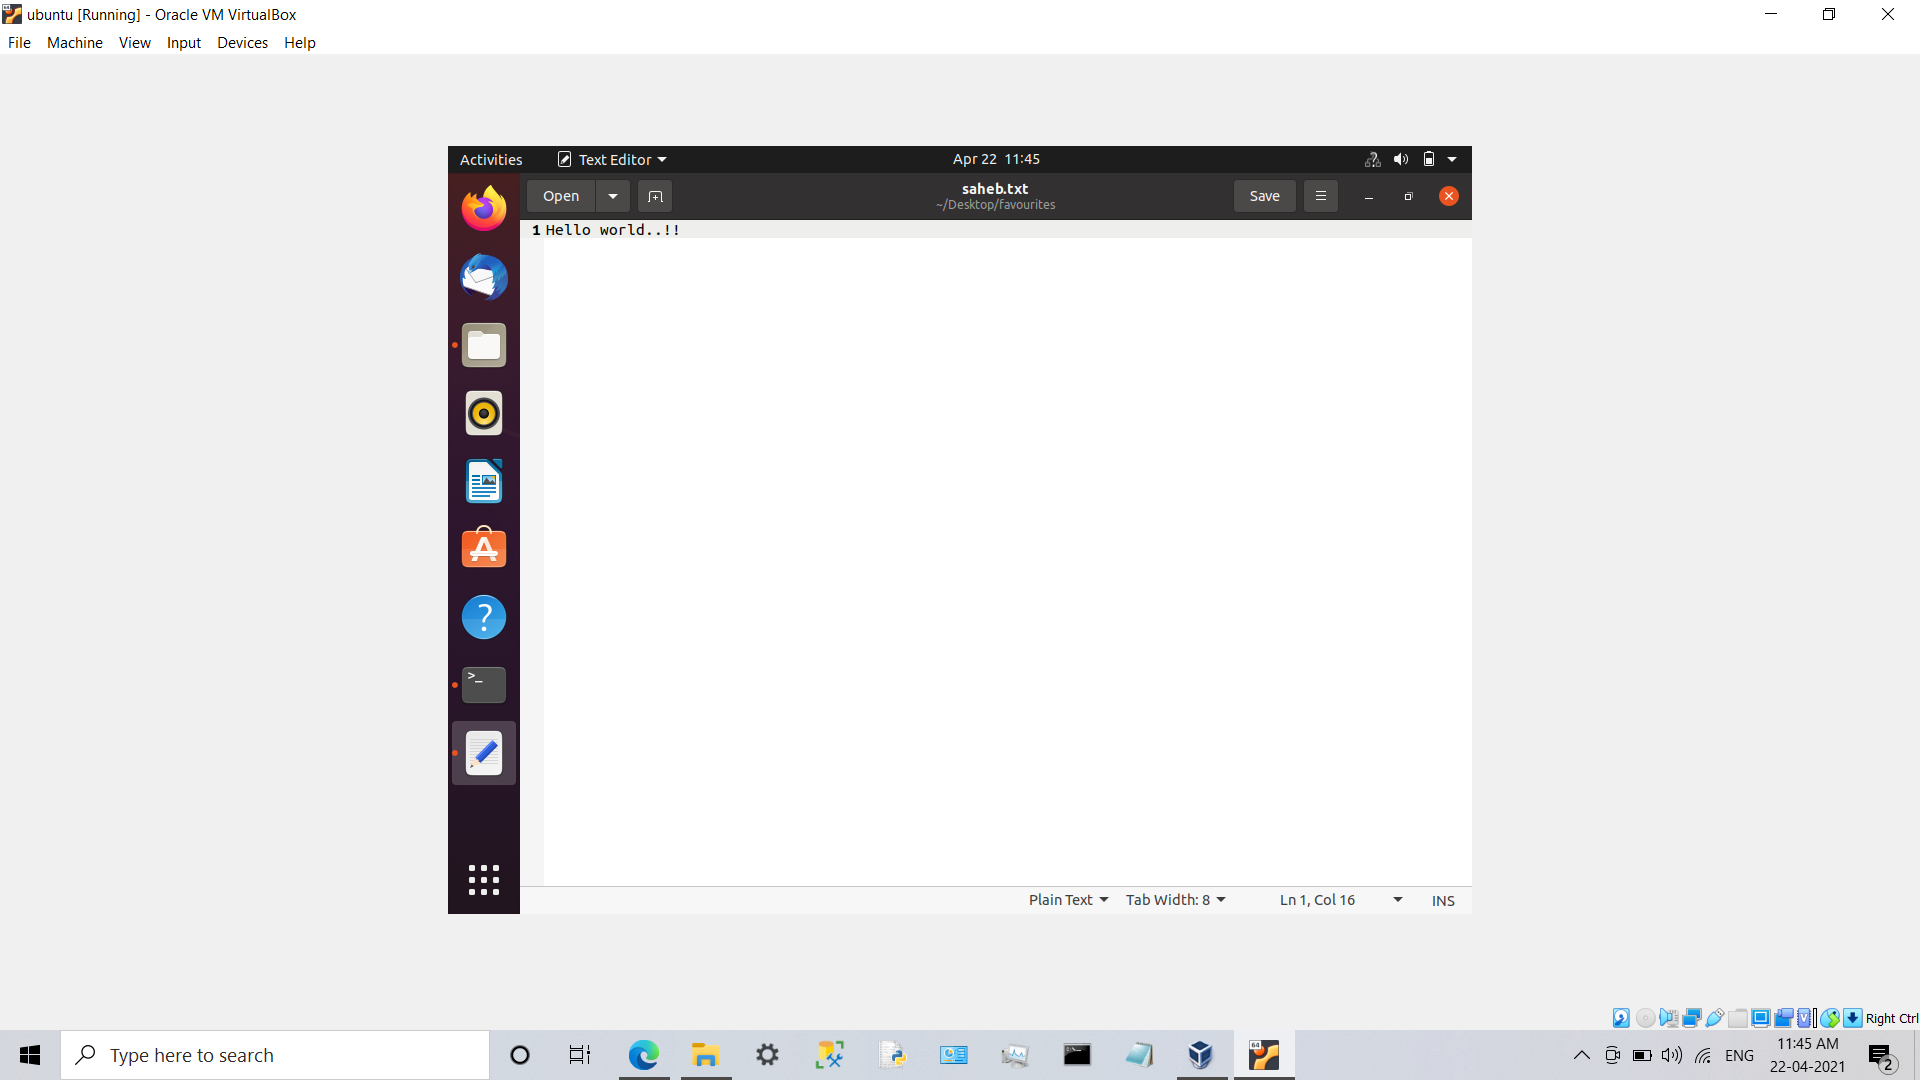 ubuntu [Running] - Oracle VM VirtualBox
File Machine View Input Devices Help
Activities Text Editor Apr 22 11:45
Open saheb.txt Save
~/Desktop/favourites
1 Hello world..!!
Plain Text Tab Width: 8 Ln 1, Col 16 INS
Right Ctrl
Type here to search
ENG
11:45 AM
22-04-2021
2